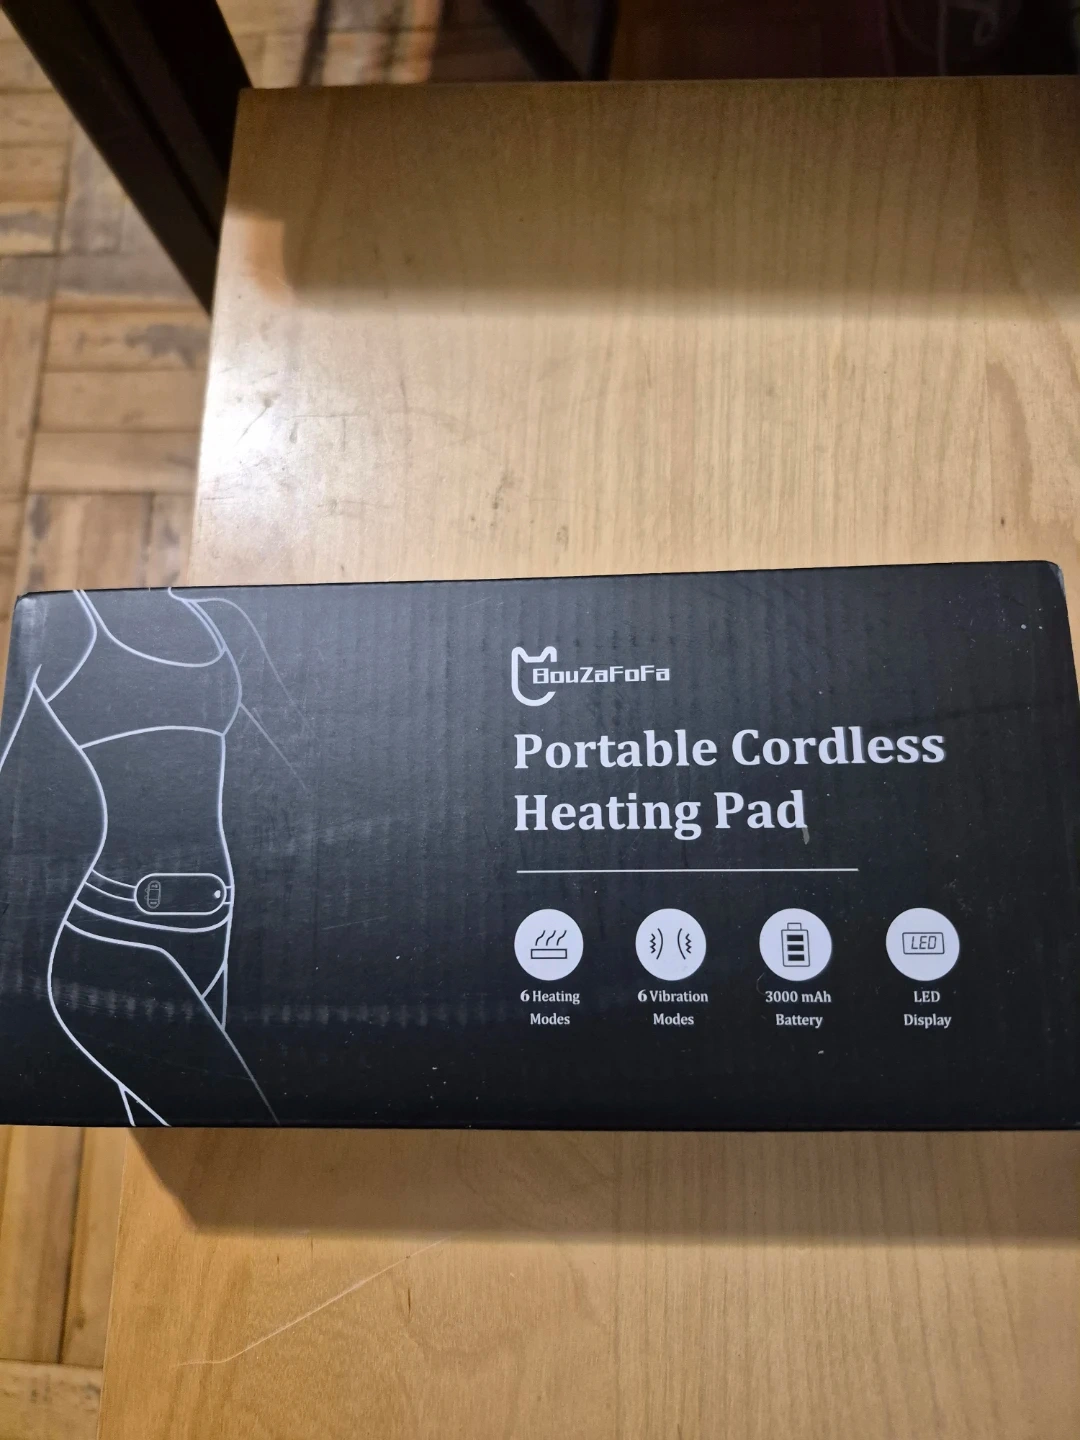 BouZaFoFa
Portable Cordless
Heating Pad
6 Heating
Modes
6 Vibration
Modes
3000 mAh
Battery
LED
LED
Display